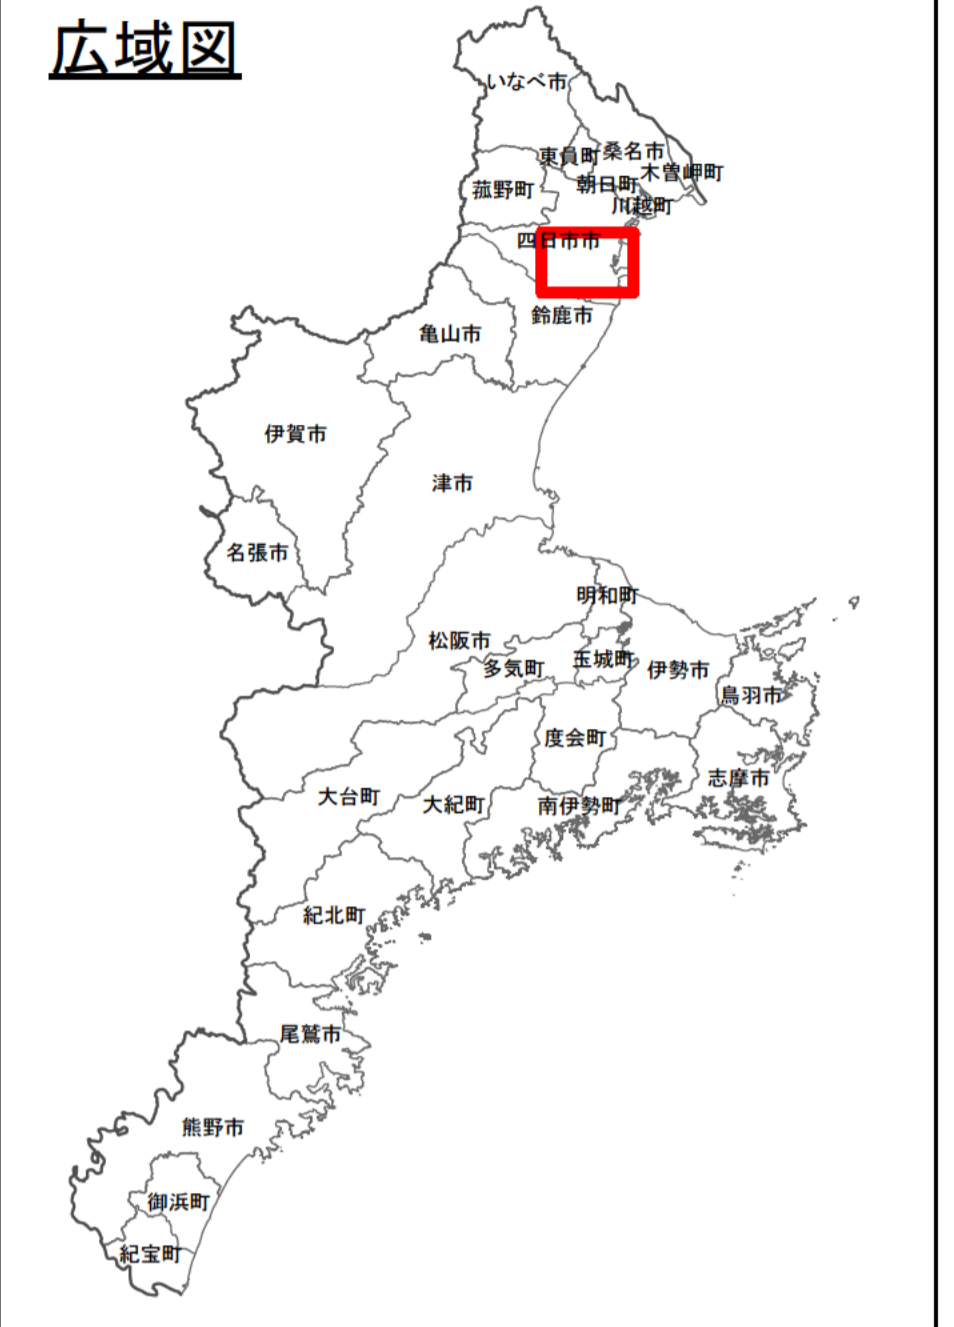 広域図
いなべ市
東員町
桑名市
木曽岬町
菰野町
朝日町
川越町
四日市市
鈴鹿市
亀山市
伊賀市
津市
名張市
明和町
松阪市
多気町
玉城町
伊勢市
鳥羽市
度会町
志摩市
大台町
大紀町
南伊勢町
紀北町
尾鷲市
熊野市
御浜町
紀宝町